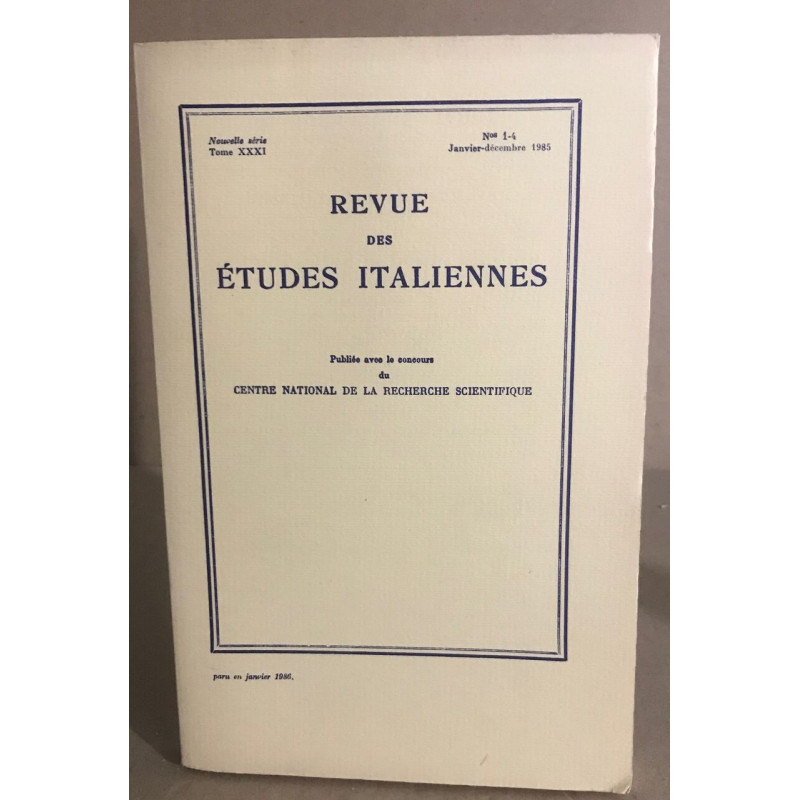 Nouvelle série
Tome XXXI
Nos 1-4
Janvier-décembre 1985
REVUE
DES
ÉTUDES ITALIENNES
Publiée avec le concours
du
CENTRE NATIONAL DE LA RECHERCHE SCIENTIFIQUE
paru en janvier 1986.